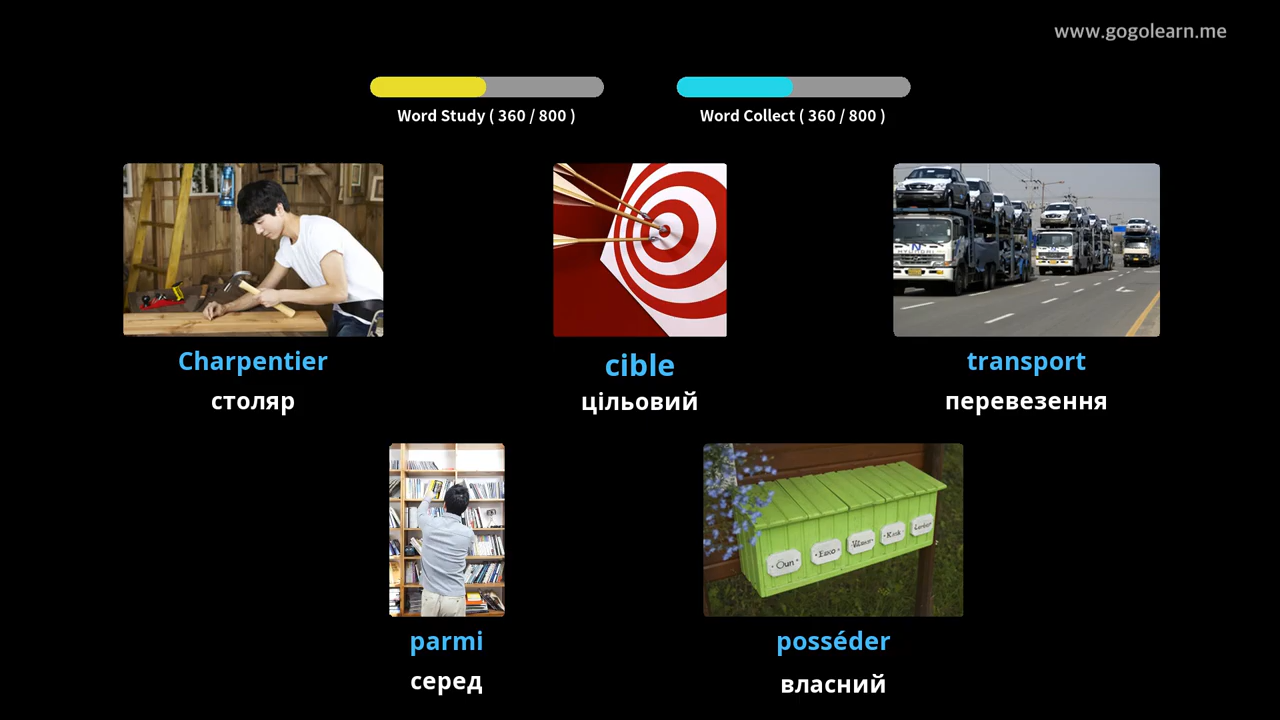 www.gogolearn.me
Word Study ( 360 / 800 )
Word Collect ( 360 / 800 )
Charpentier
столяр
cible
цільовий
transport
перевезення
parmi
серед
posséder
власний